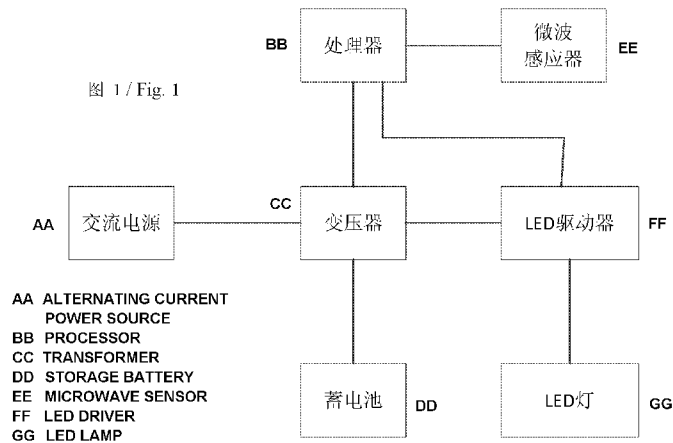 BB
处理器
微波
感应器
EE
图 1 / Fig. 1
AA
交流电源
CC
变压器
LED驱动器
FF
AA ALTERNATING CURRENT
POWER SOURCE
BB PROCESSOR
CC TRANSFORMER
DD STORAGE BATTERY
EE MICROWAVE SENSOR
FF LED DRIVER
GG LED LAMP
蓄电池
DD
LED灯
GG